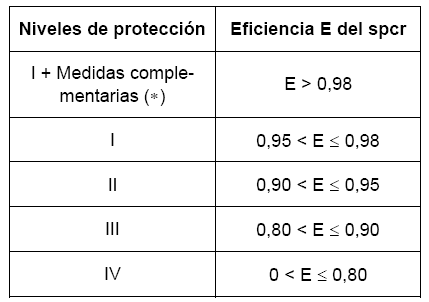 Niveles de protección Eficiencia E del spcr
I + Medidas comple-
mentarias (*) E > 0,98
I 0,95 < E ≤ 0,98
II 0,90 < E ≤ 0,95
III 0,80 < E ≤ 0,90
IV 0 < E ≤ 0,80